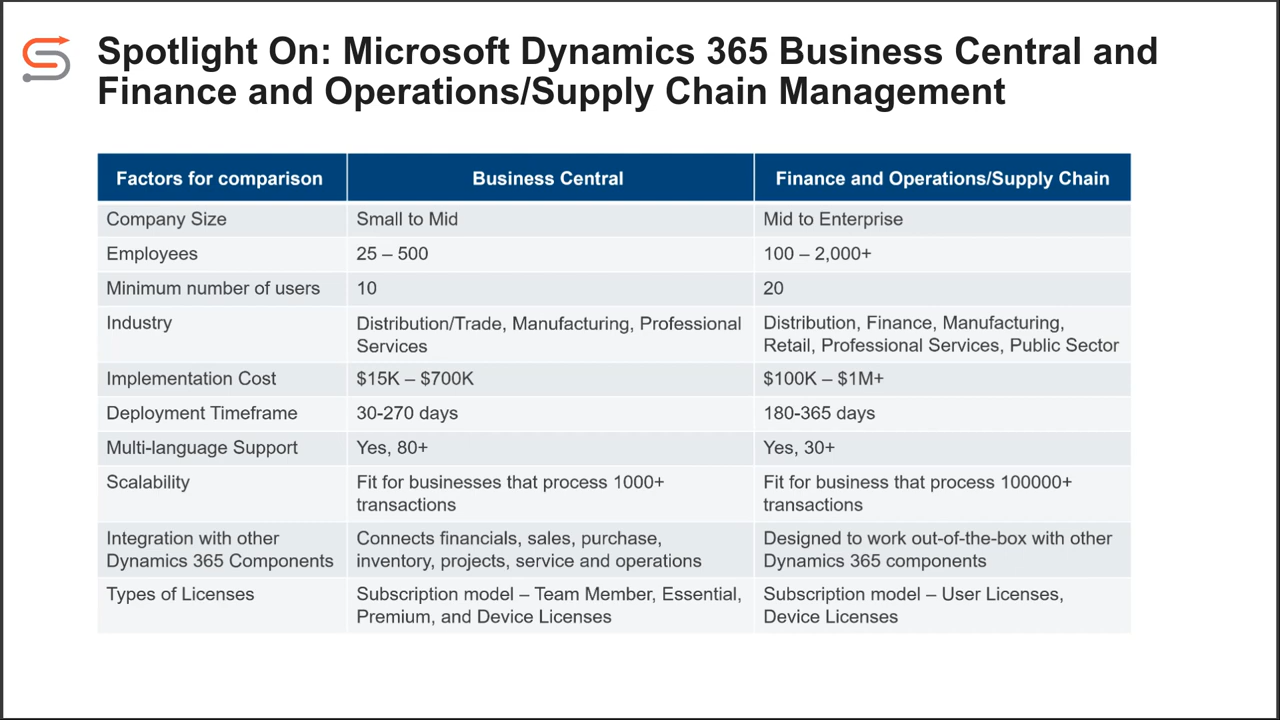 Spotlight On: Microsoft Dynamics 365 Business Central and
Finance and Operations/Supply Chain Management
Factors for comparison
Business Central
Finance and Operations/Supply Chain
Company Size
Small to Mid
Mid to Enterprise
Employees
25 – 500
100 – 2,000+
Minimum number of users
10
20
Industry
Distribution/Trade, Manufacturing, Professional
Services
Distribution, Finance, Manufacturing,
Retail, Professional Services, Public Sector
Implementation Cost
$15K – $700K
$100K – $1M+
Deployment Timeframe
30-270 days
180-365 days
Multi-language Support
Yes, 80+
Yes, 30+
Scalability
Fit for businesses that process 1000+
transactions
Fit for business that process 100000+
transactions
Integration with other
Dynamics 365 Components
Connects financials, sales, purchase,
inventory, projects, service and operations
Designed to work out-of-the-box with other
Dynamics 365 components
Types of Licenses
Subscription model – Team Member, Essential,
Premium, and Device Licenses
Subscription model – User Licenses,
Device Licenses